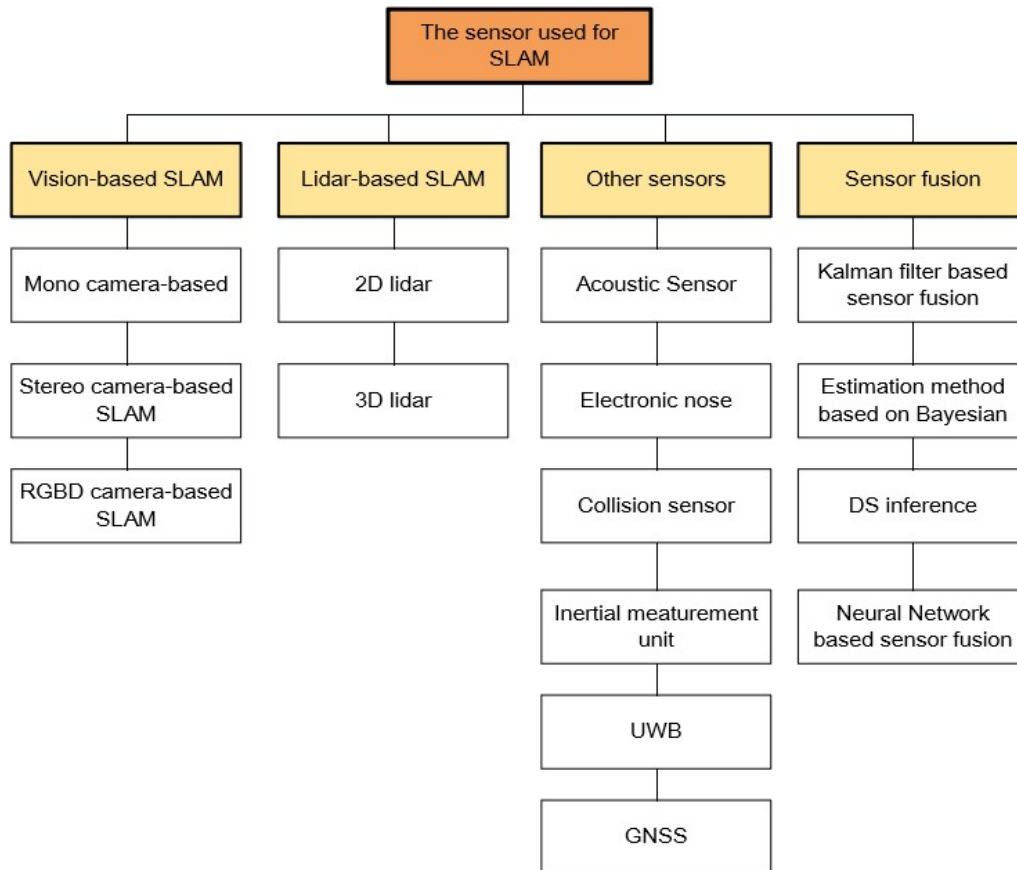 The sensor used for
SLAM
Vision-based SLAM
Lidar-based SLAM
Other sensors
Sensor fusion
Mono camera-based
Stereo camera-based
SLAM
RGBD camera-based
SLAM
2D lidar
3D lidar
Acoustic Sensor
Electronic nose
Collision sensor
Inertial meaturement
unit
UWB
GNSS
Kalman filter based
sensor fusion
Estimation method
based on Bayesian
DS inference
Neural Network
based sensor fusion